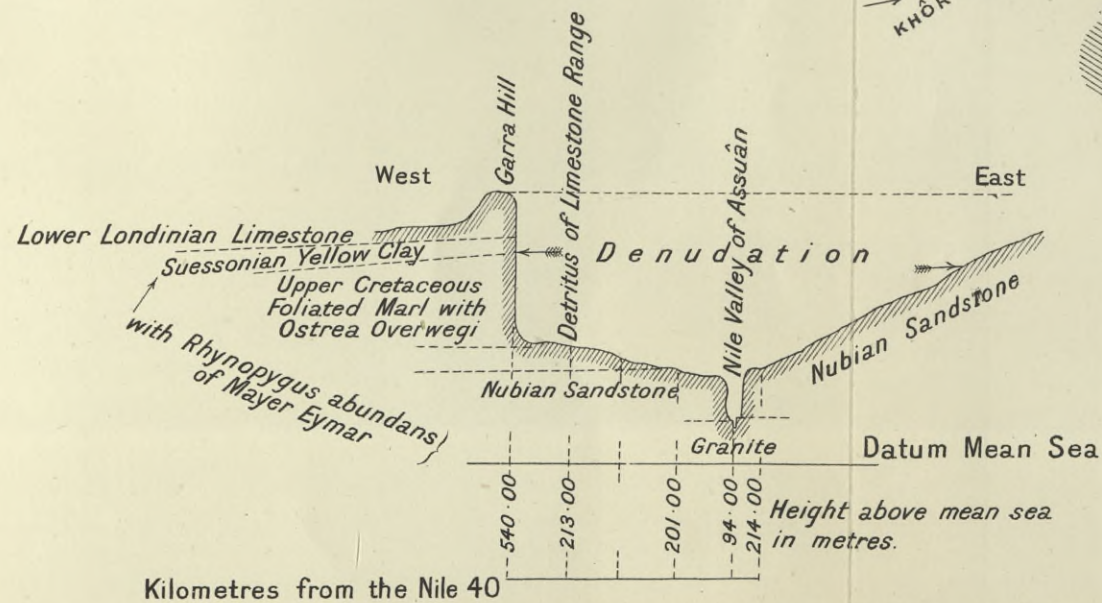 KHÔR
Garra Hill
Detritus of Limestone Range
Nile Valley of Assuân
West
East
Lower Londinian Limestone
Suessonian Yellow Clay
Denudation
Upper Cretaceous
Foliated Marl with
Ostrea Overwegi
with Rhynopygus abundans
of Mayer Eymar
Nubian Sandstone
Nubian Sandstone
Granite
Datum Mean Sea
540·00
213·00
201·00
94·00
214·00
Height above mean sea
in metres.
Kilometres from the Nile 40